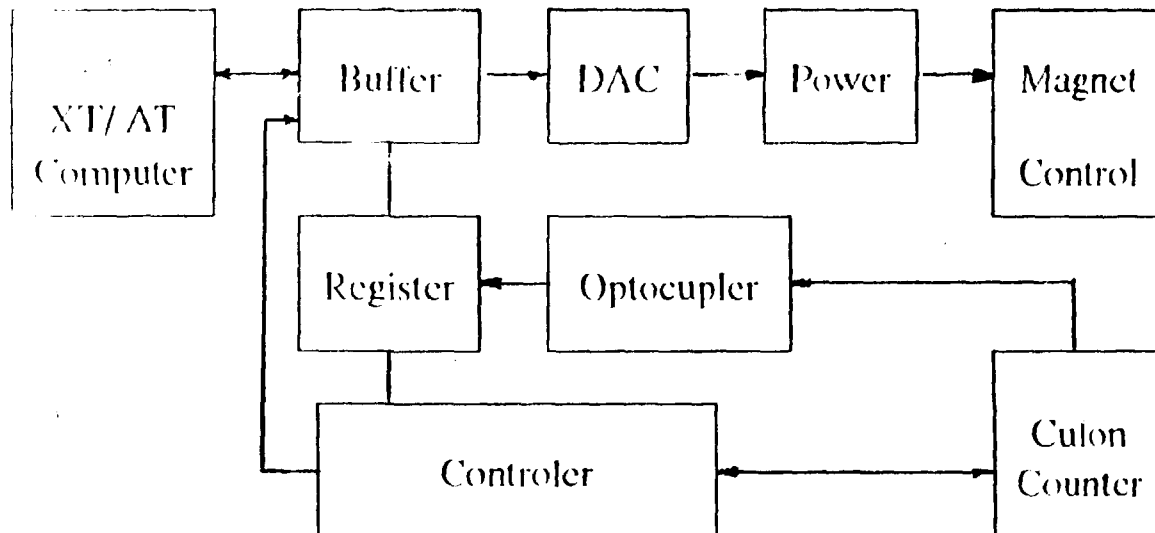 Buffer
DAC
Power
Magnet
Control
XT/AT
Computer
Register
Optocupler
Controler
Culon
Counter